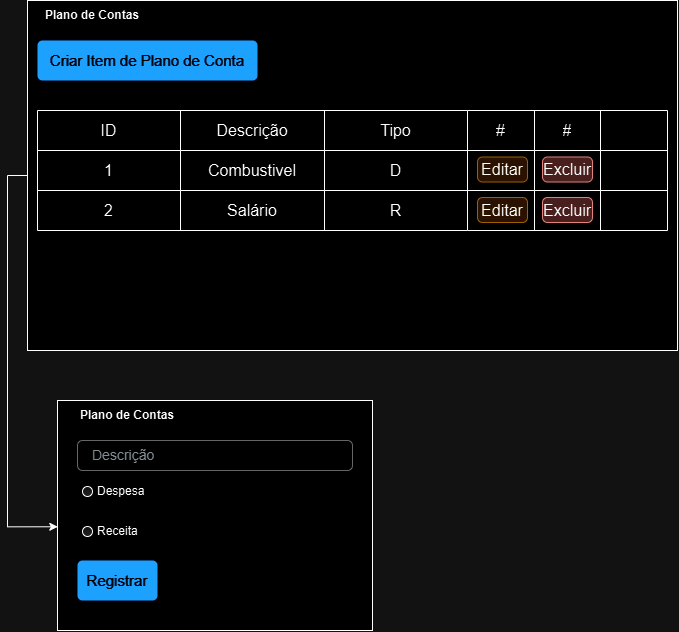 Plano de Contas
Criar Item de Plano de Conta
ID Descrição Tipo # #
1 Combustivel D Editar Excluir
2 Salário R Editar Excluir
Plano de Contas
Descrição
Despesa
Receita
Registrar